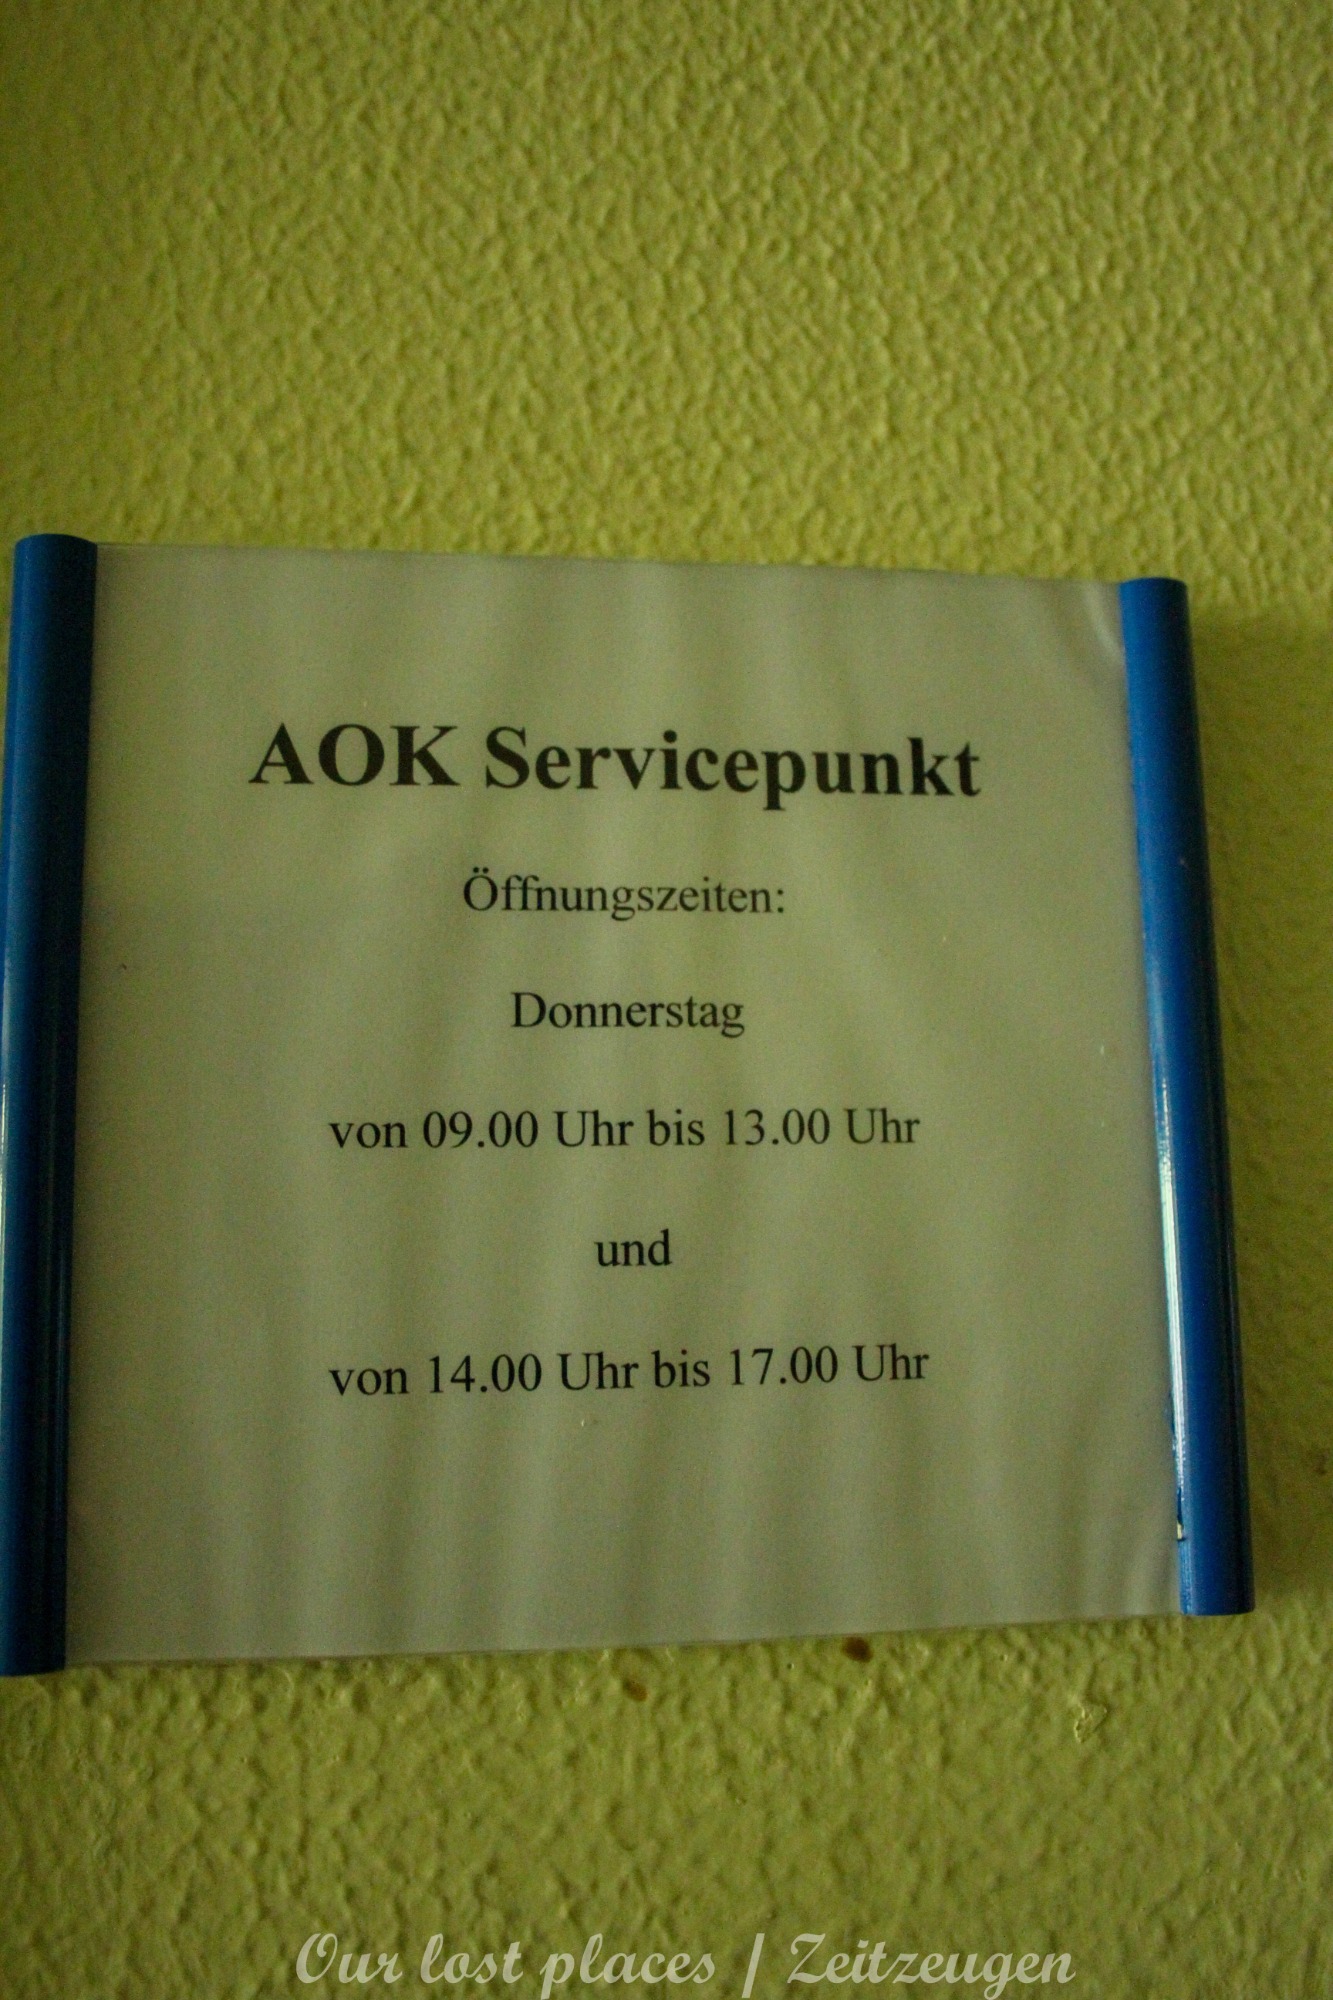 AOK Servicepunkt
Öffnungszeiten:
Donnerstag
von 09.00 Uhr bis 13.00 Uhr
und
von 14.00 Uhr bis 17.00 Uhr
Our lost places / Zeitzeugen